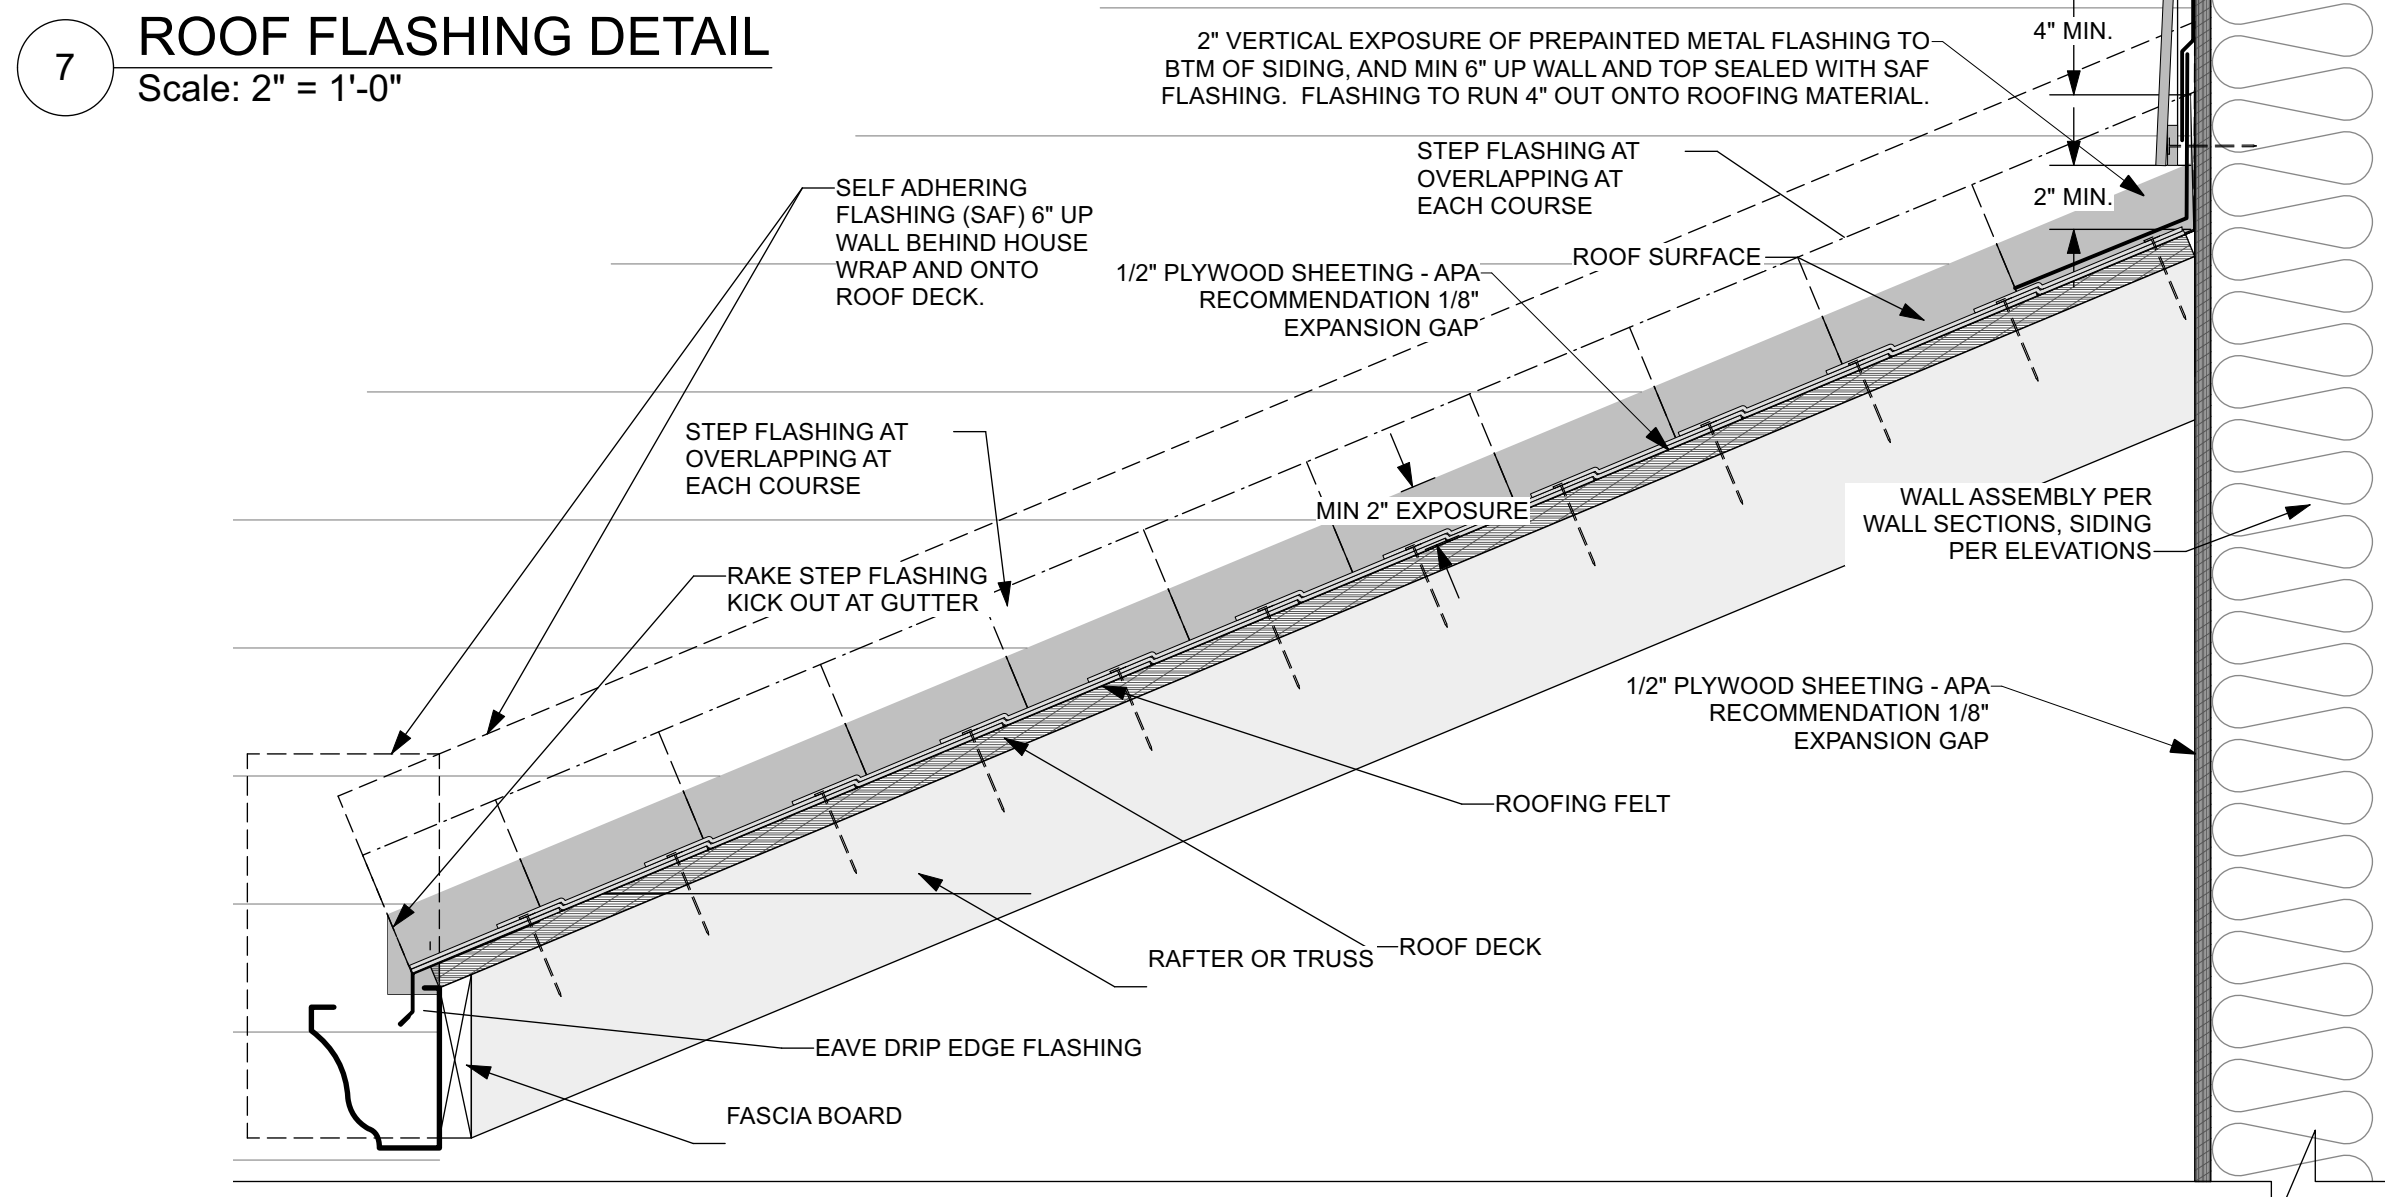 7
ROOF FLASHING DETAIL
Scale: 2" = 1'-0"
2" VERTICAL EXPOSURE OF PREPAINTED METAL FLASHING TO
BTM OF SIDING, AND MIN 6" UP WALL AND TOP SEALED WITH SAF
FLASHING. FLASHING TO RUN 4" OUT ONTO ROOFING MATERIAL.
4" MIN.
STEP FLASHING AT
OVERLAPPING AT
EACH COURSE
2" MIN.
SELF ADHERING
FLASHING (SAF) 6" UP
WALL BEHIND HOUSE
WRAP AND ONTO
ROOF DECK.
ROOF SURFACE
1/2" PLYWOOD SHEETING - APA
RECOMMENDATION 1/8"
EXPANSION GAP
STEP FLASHING AT
OVERLAPPING AT
EACH COURSE
MIN 2" EXPOSURE
WALL ASSEMBLY PER
WALL SECTIONS, SIDING
PER ELEVATIONS
RAKE STEP FLASHING
KICK OUT AT GUTTER
1/2" PLYWOOD SHEETING - APA
RECOMMENDATION 1/8"
EXPANSION GAP
ROOFING FELT
ROOF DECK
RAFTER OR TRUSS
EAVE DRIP EDGE FLASHING
FASCIA BOARD